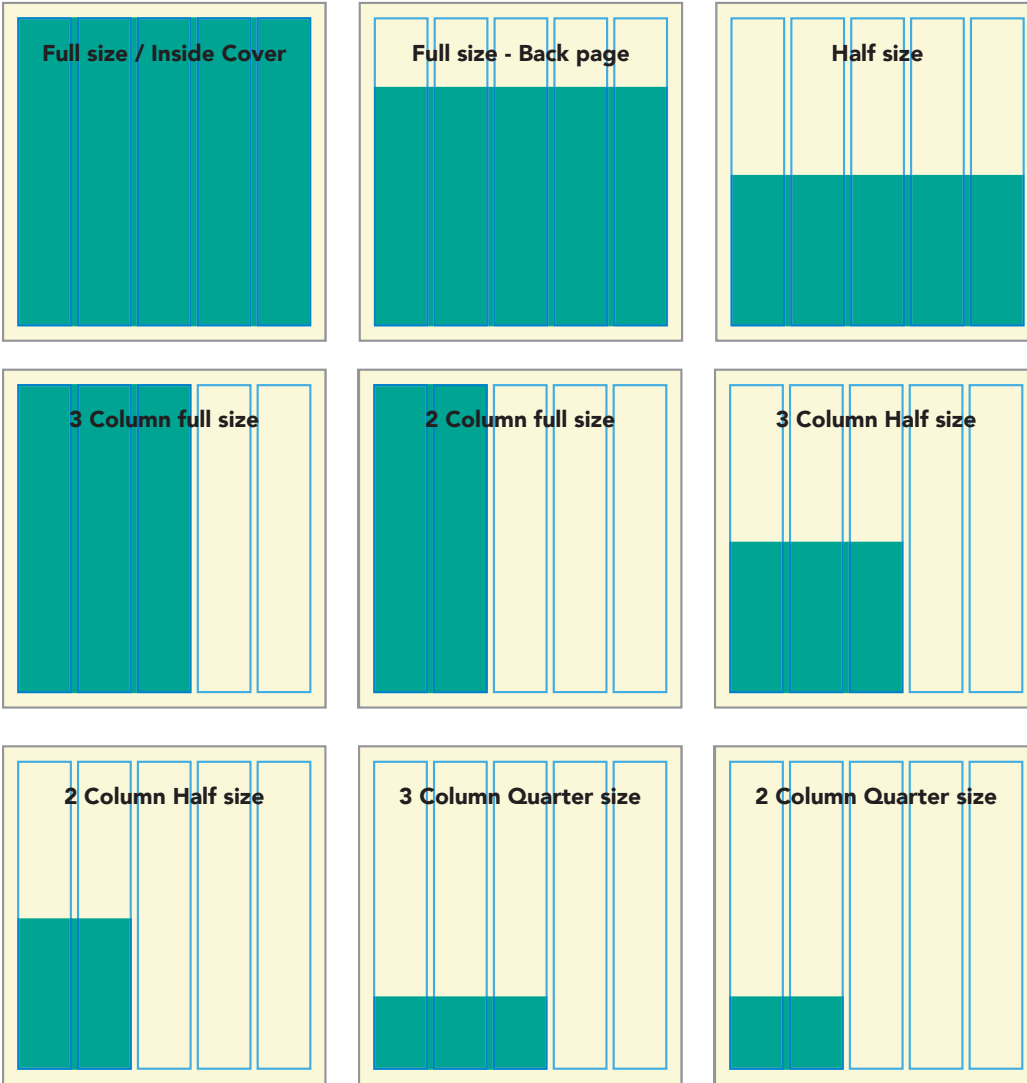 Full size / Inside Cover
Full size - Back page
Half size
3 Column full size
2 Column full size
3 Column Half size
2 Column Half size
3 Column Quarter size
2 Column Quarter size